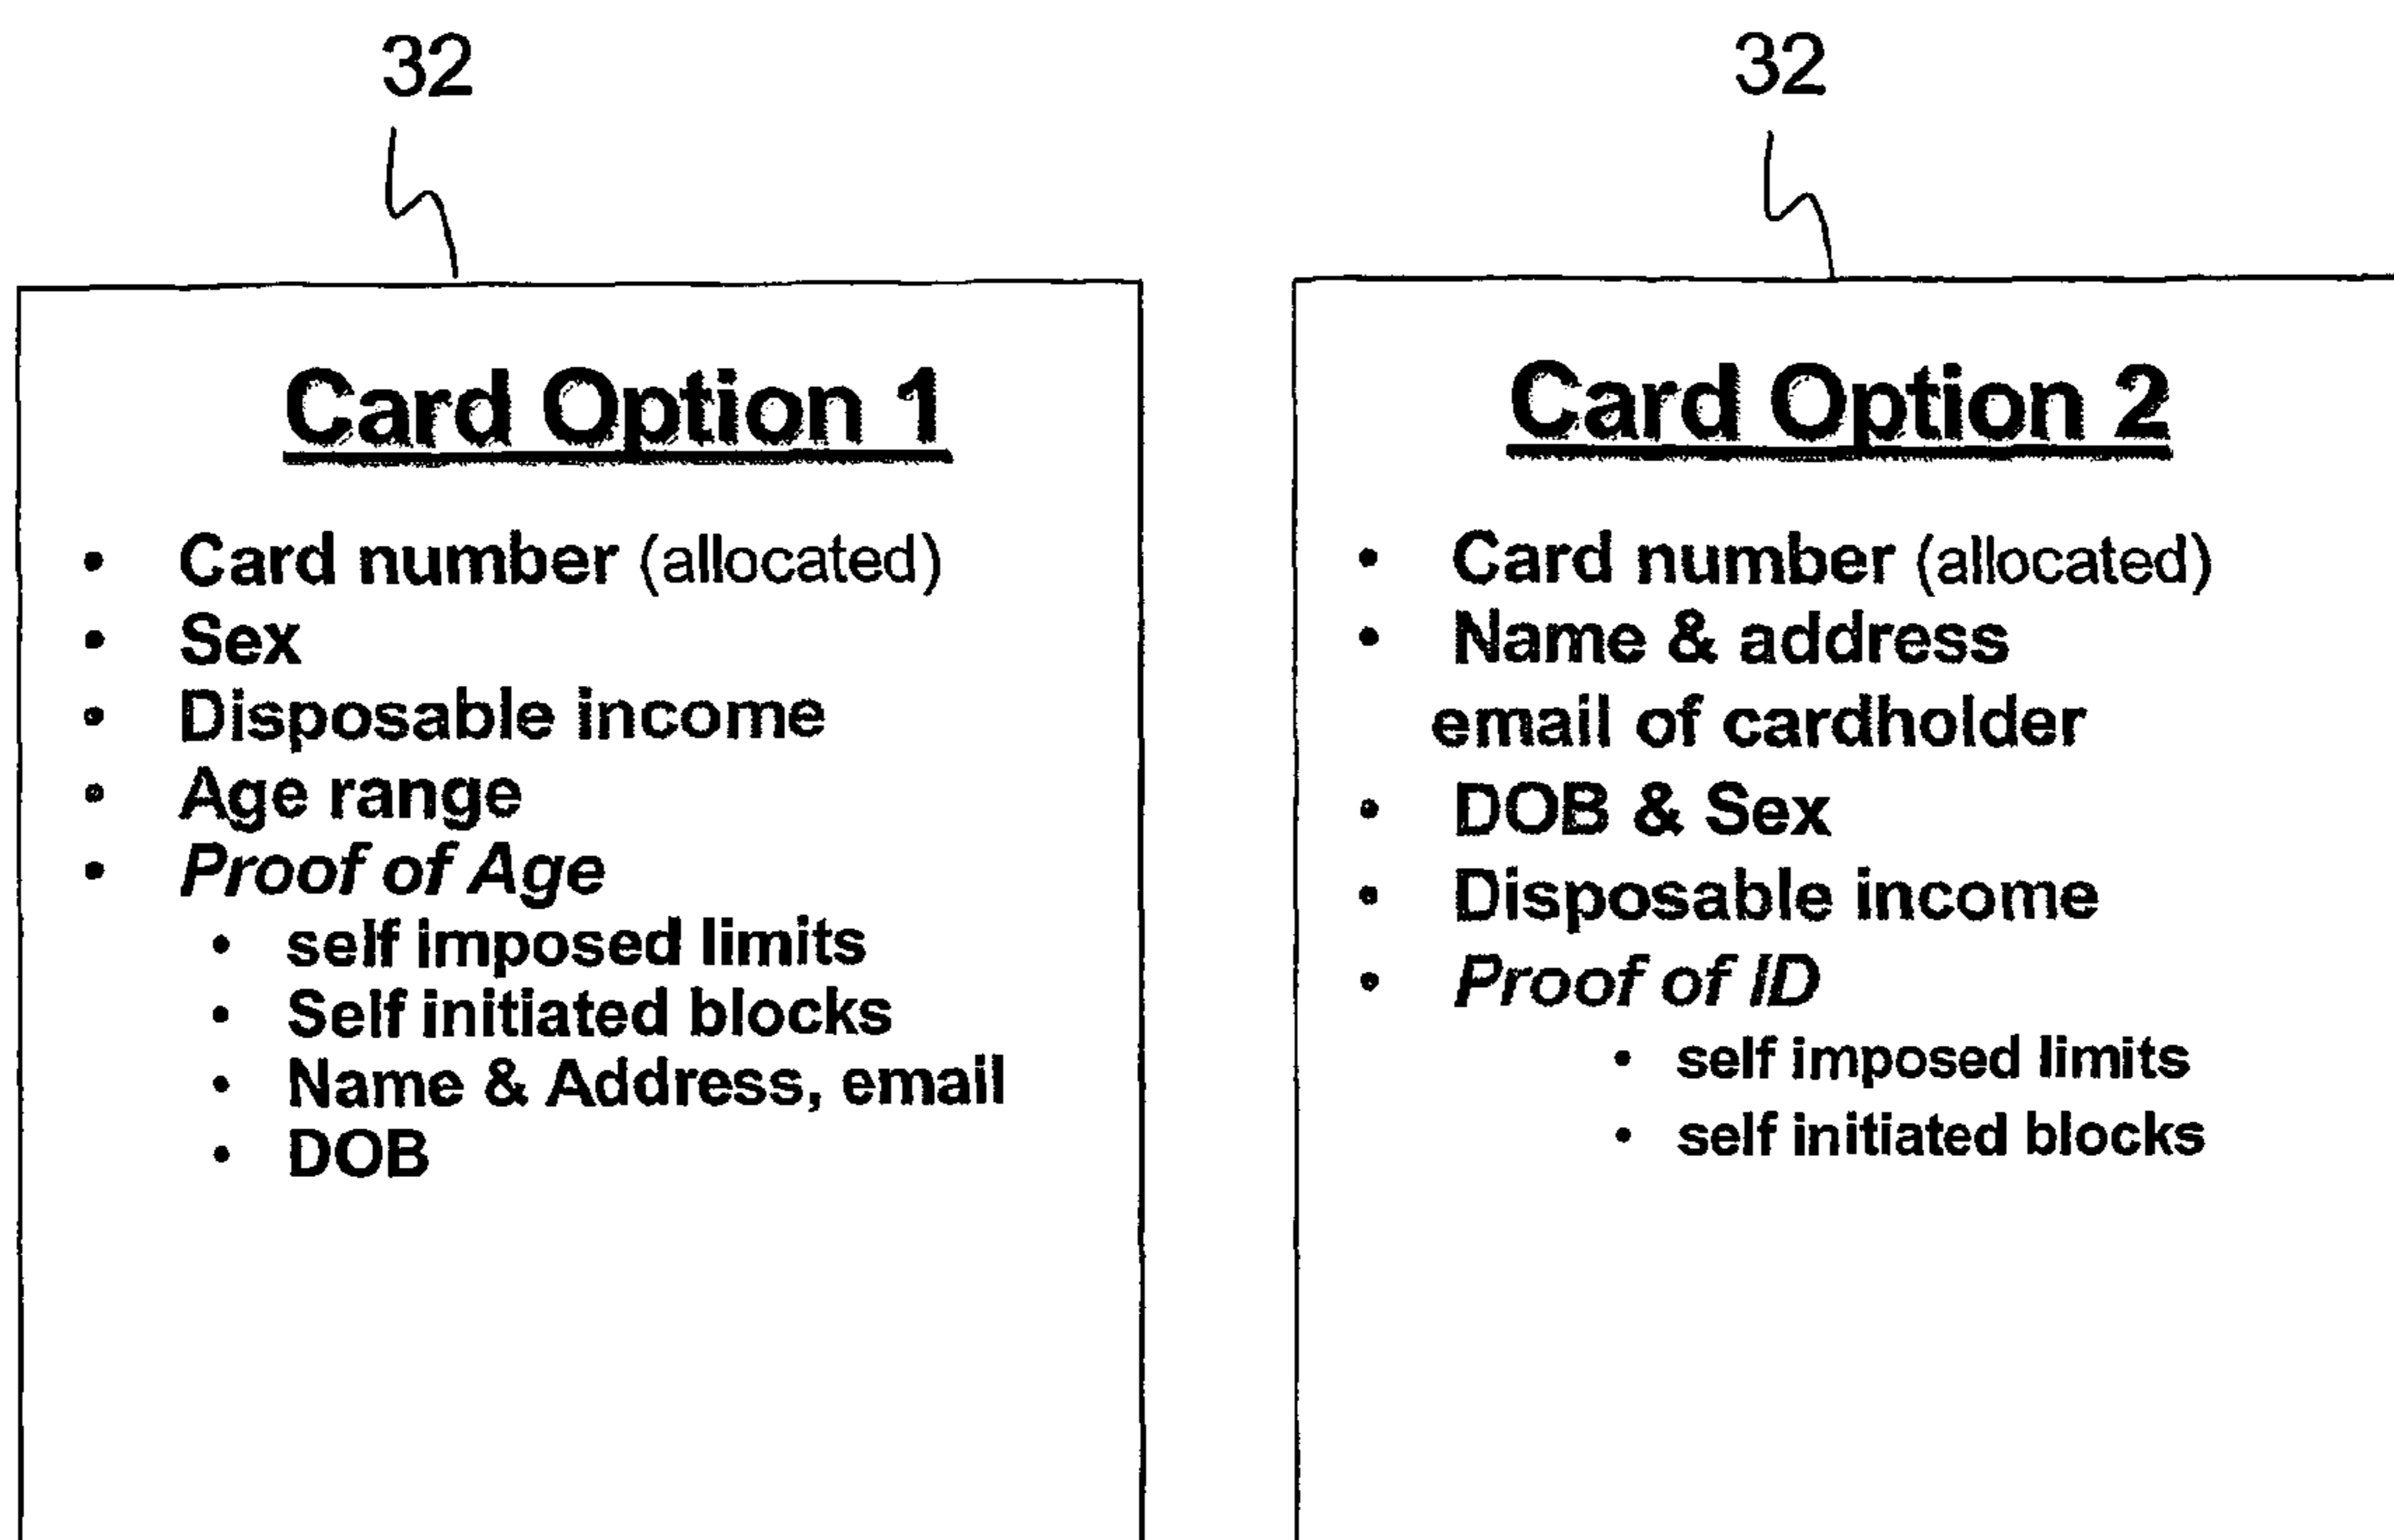 32
Card Option 1
• Card number (allocated)
• Sex
• Disposable income
• Age range
• Proof of Age
• self imposed limits
• Self initiated blocks
• Name & Address, email
• DOB
32
Card Option 2
• Card number (allocated)
• Name & address
email of cardholder
• DOB & Sex
• Disposable income
• Proof of ID
• self imposed limits
• self initiated blocks